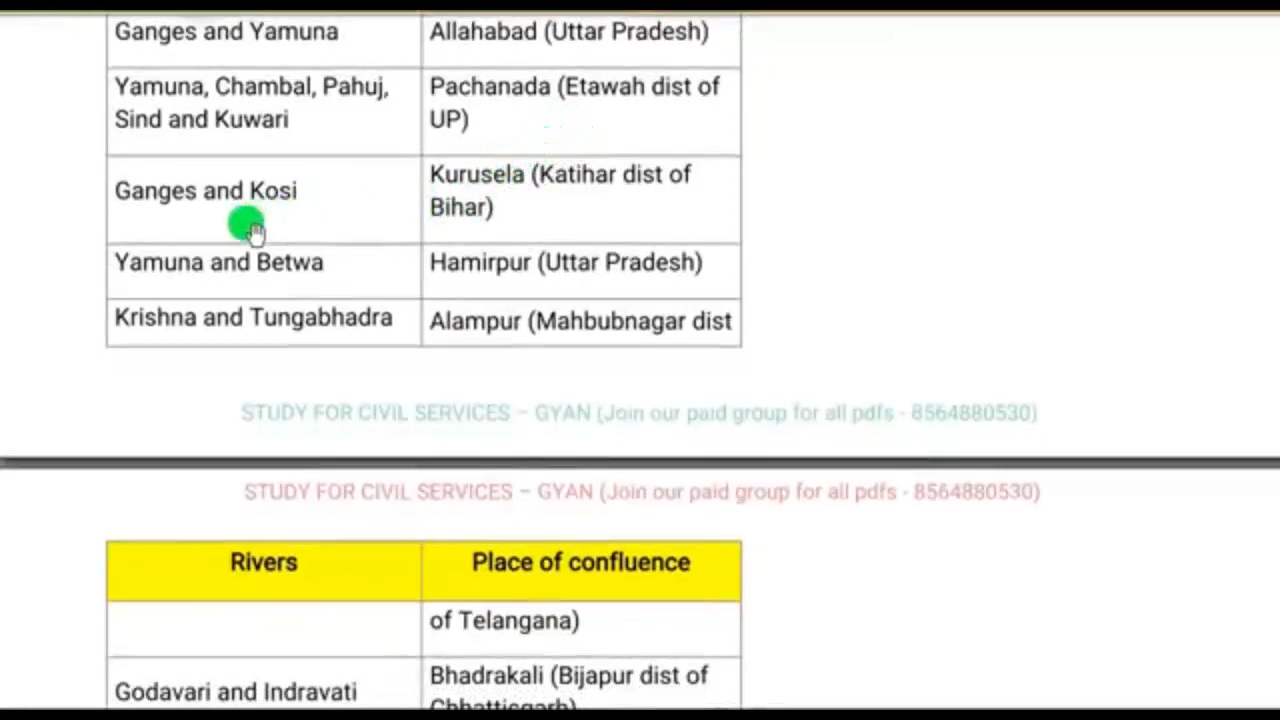 Ganges and Yamuna
Allahabad (Uttar Pradesh)
Yamuna, Chambal, Pahuj,
Sind and Kuwari
Pachanada (Etawah dist of
UP)
Ganges and Kosi
Kurusela (Katihar dist of
Bihar)
Yamuna and Betwa
Hamirpur (Uttar Pradesh)
Krishna and Tungabhadra
Alampur (Mahbubnagar dist
STUDY FOR CIVIL SERVICES – GYAN (Join our paid group for all pdfs - 8564880530)
STUDY FOR CIVIL SERVICES – GYAN (Join our paid group for all pdfs - 8564880530)
Rivers
Place of confluence
of Telangana)
Godavari and Indravati
Bhadrakali (Bijapur dist of
Chhattisgarh)